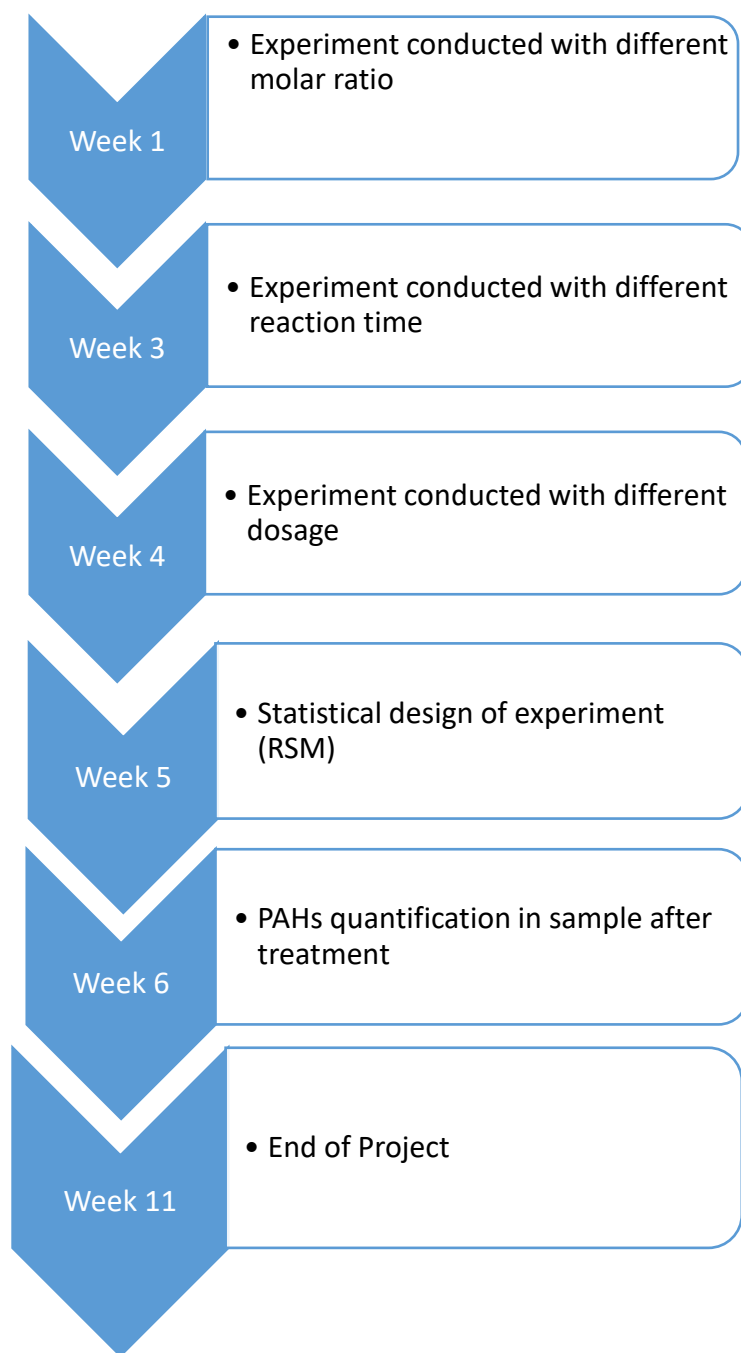 • Experiment conducted with different
molar ratio
Week 1
• Experiment conducted with different
reaction time
Week 3
• Experiment conducted with different
dosage
Week 4
• Statistical design of experiment
(RSM)
Week 5
• PAHs quantification in sample after
treatment
Week 6
• End of Project
Week 11